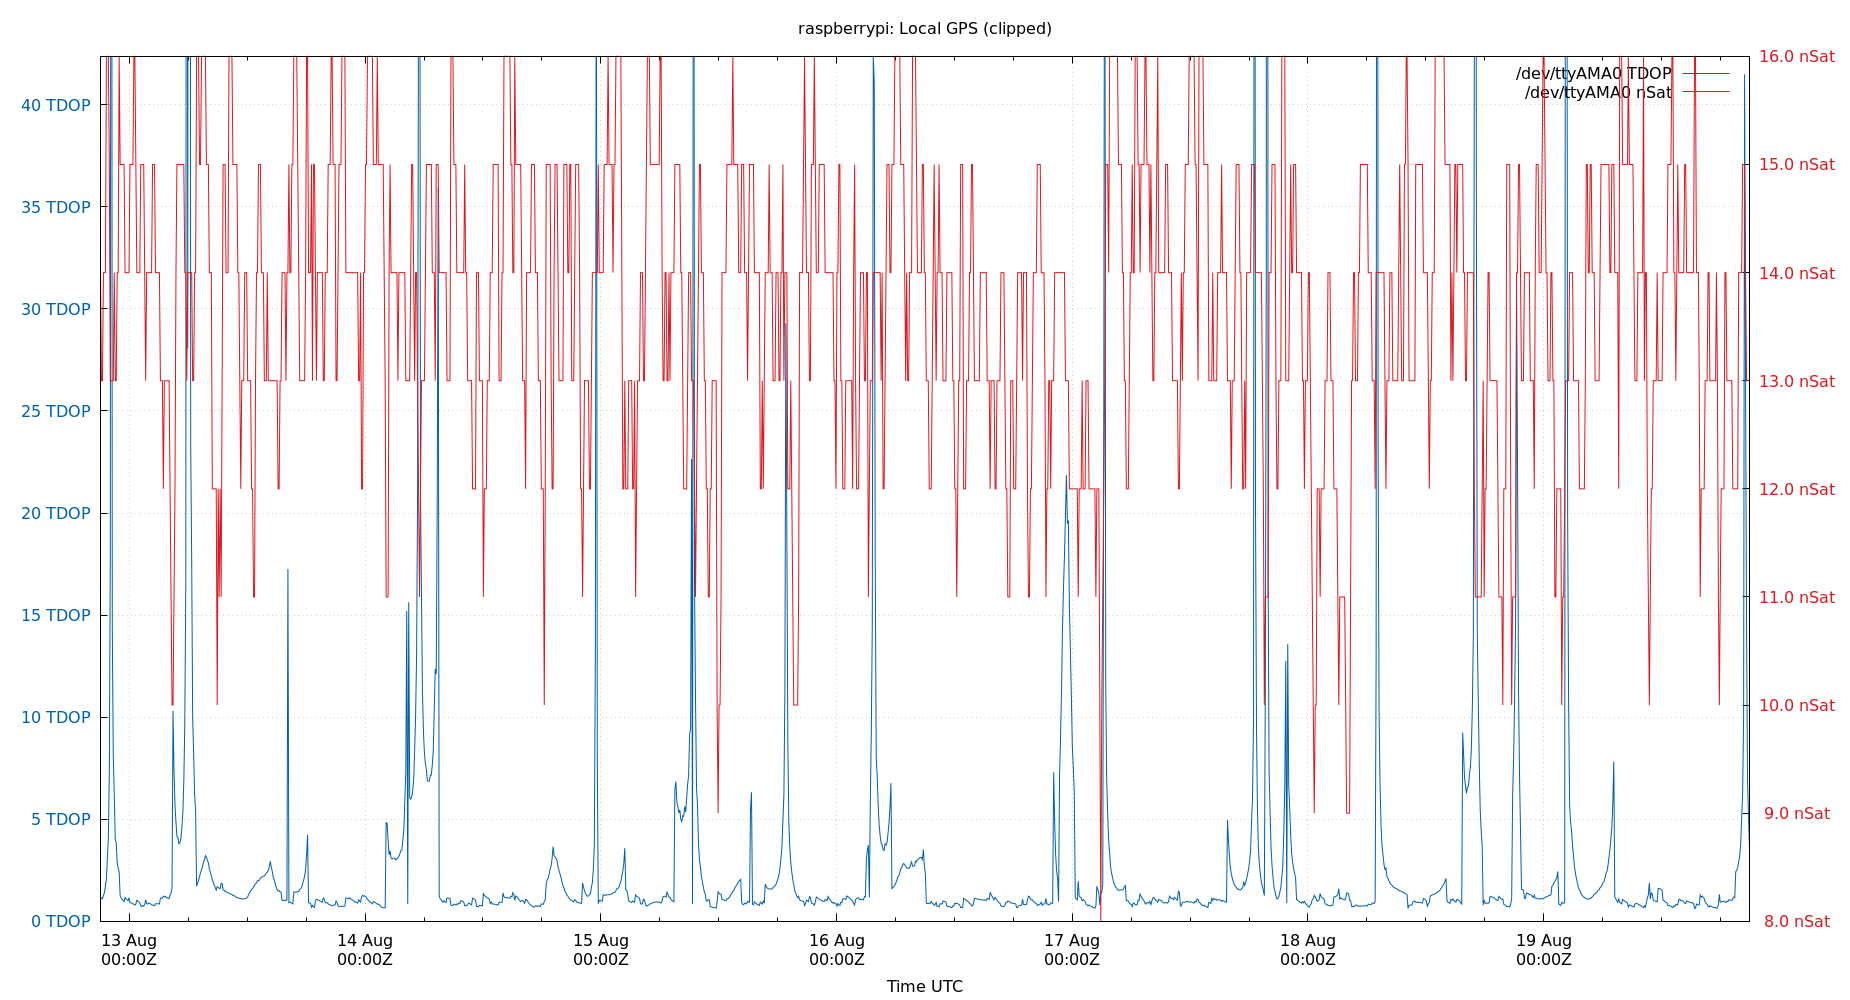 raspberrypi: Local GPS (clipped)
/dev/ttyAMA0 TDOP
/dev/ttyAMA0 nSat
40 TDOP
35 TDOP
30 TDOP
25 TDOP
20 TDOP
15 TDOP
10 TDOP
5 TDOP
0 TDOP
16.0 nSat
15.0 nSat
14.0 nSat
13.0 nSat
12.0 nSat
11.0 nSat
10.0 nSat
9.0 nSat
8.0 nSat
13 Aug
00:00Z
14 Aug
00:00Z
15 Aug
00:00Z
16 Aug
00:00Z
17 Aug
00:00Z
18 Aug
00:00Z
19 Aug
00:00Z
Time UTC